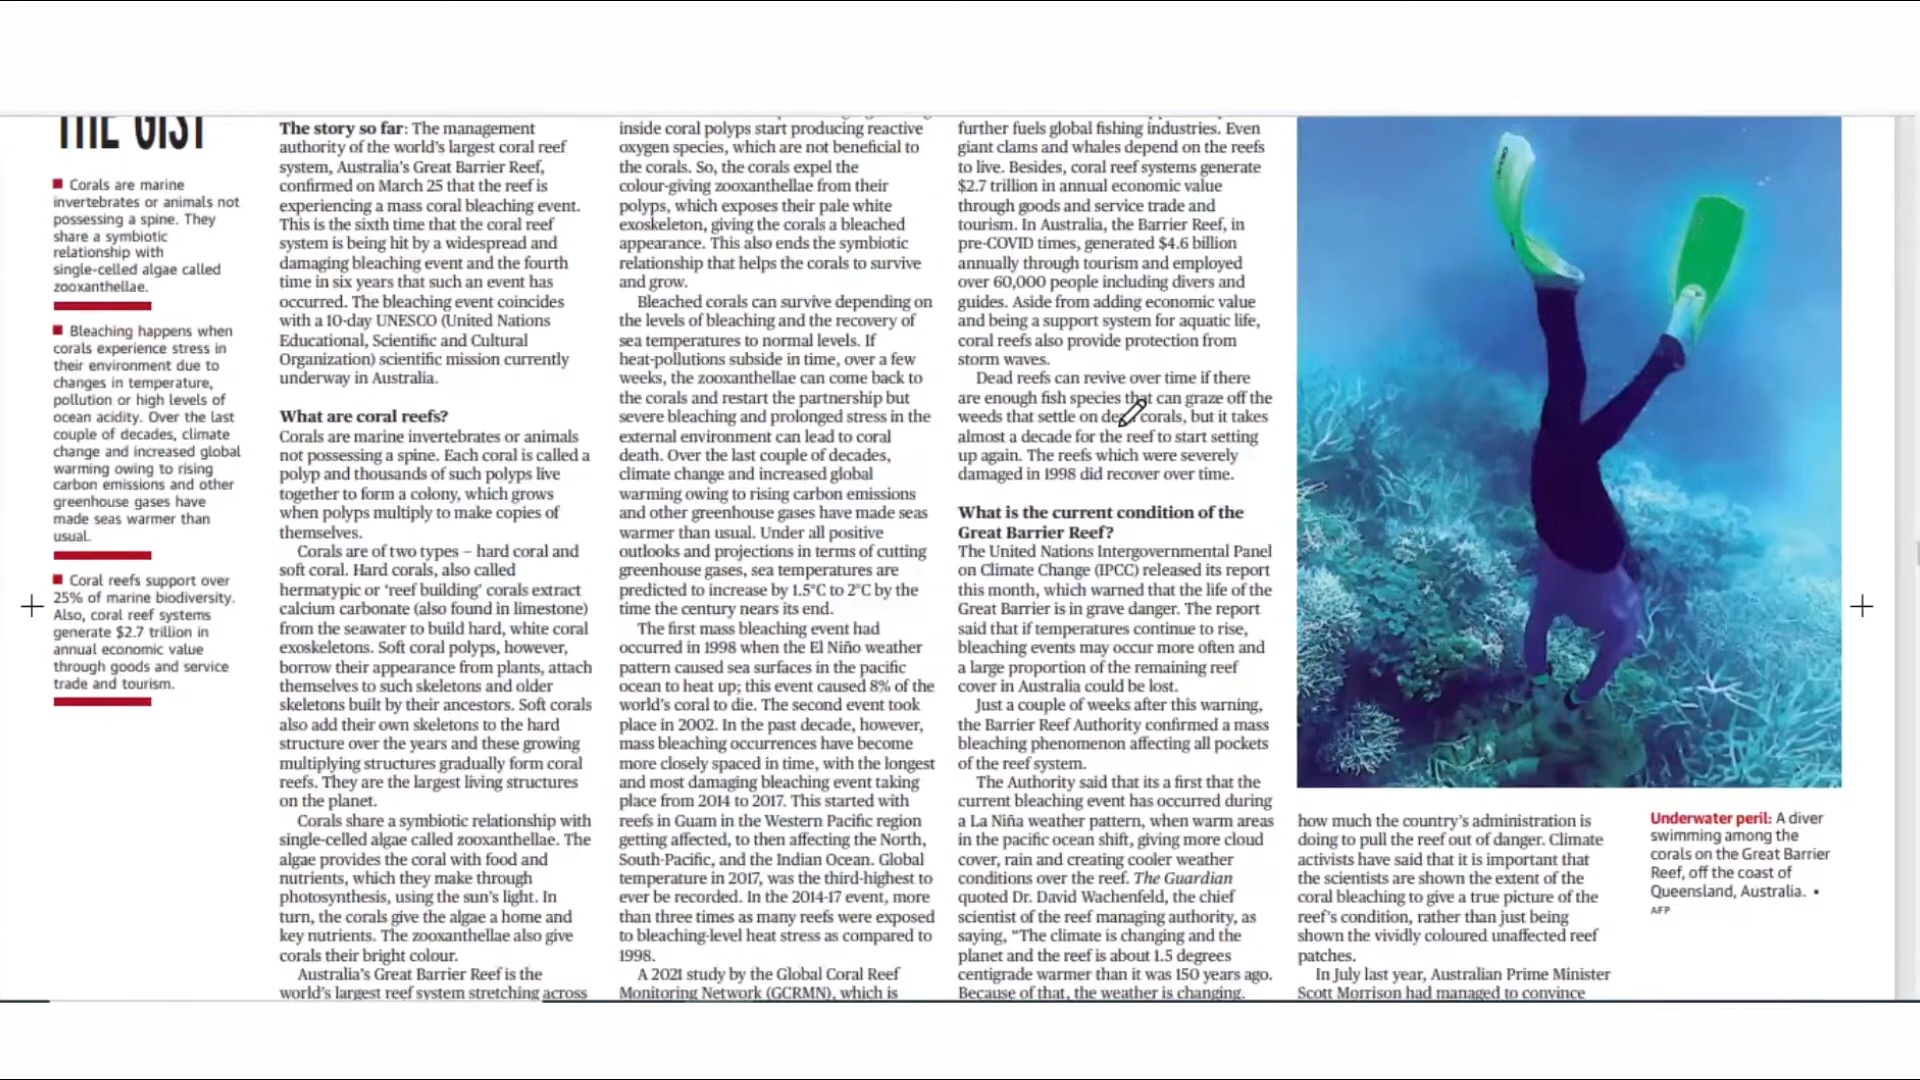 THE GIST
Corals are marine
invertebrates or animals not
possessing a spine. They
share a symbiotic
relationship with
single-celled algae called
zooxanthellae.
Bleaching happens when
corals experience stress in
their environment due to
changes in temperature,
pollution or high levels of
ocean acidity. Over the last
couple of decades, climate
change and increased global
warming owing to rising
carbon emissions and other
greenhouse gases have
made seas warmer than
usual.
Coral reefs support over
25% of marine biodiversity.
Also, coral reef systems
generate $2.7 trillion in
annual economic value
through goods and service
trade and tourism.
The story so far: The management
authority of the world's largest coral reef
system, Australia's Great Barrier Reef,
confirmed on March 25 that the reef is
experiencing a mass coral bleaching event.
This is the sixth time that the coral reef
system is being hit by a widespread and
damaging bleaching event and the fourth
time in six years that such an event has
occurred. The bleaching event coincides
with a 10-day UNESCO (United Nations
Educational, Scientific and Cultural
Organization) scientific mission currently
underway in Australia.
What are coral reefs?
Corals are marine invertebrates or animals
not possessing a spine. Each coral is called a
polyp and thousands of such polyps live
together to form a colony, which grows
when polyps multiply to make copies of
themselves.
Corals are of two types – hard coral and
soft coral. Hard corals, also called
hermatypic or 'reef building' corals extract
calcium carbonate (also found in limestone)
from the seawater to build hard, white coral
exoskeletons. Soft coral polyps, however,
borrow their appearance from plants, attach
themselves to such skeletons and older
skeletons built by their ancestors. Soft corals
also add their own skeletons to the hard
structure over the years and these growing
multiplying structures gradually form coral
reefs. They are the largest living structures
on the planet.
Corals share a symbiotic relationship with
single-celled algae called zooxanthellae. The
algae provides the coral with food and
nutrients, which they make through
photosynthesis, using the sun's light. In
turn, the corals give the algae a home and
key nutrients. The zooxanthellae also give
corals their bright colour.
Australia's Great Barrier Reef is the
world's largest reef system stretching across
inside coral polyps start producing reactive
oxygen species, which are not beneficial to
the corals. So, the corals expel the
colour-giving zooxanthellae from their
polyps, which exposes their pale white
exoskeleton, giving the corals a bleached
appearance. This also ends the symbiotic
relationship that helps the corals to survive
and grow.
Bleached corals can survive depending on
the levels of bleaching and the recovery of
sea temperatures to normal levels. If
heat-pollutions subside in time, over a few
weeks, the zooxanthellae can come back to
the corals and restart the partnership but
severe bleaching and prolonged stress in the
external environment can lead to coral
death. Over the last couple of decades,
climate change and increased global
warming owing to rising carbon emissions
and other greenhouse gases have made seas
warmer than usual. Under all positive
outlooks and projections in terms of cutting
greenhouse gases, sea temperatures are
predicted to increase by 1.5°C to 2°C by the
time the century nears its end.
The first mass bleaching event had
occurred in 1998 when the El Niño weather
pattern caused sea surfaces in the pacific
ocean to heat up; this event caused 8% of the
world's coral to die. The second event took
place in 2002. In the past decade, however,
mass bleaching occurrences have become
more closely spaced in time, with the longest
and most damaging bleaching event taking
place from 2014 to 2017. This started with
reefs in Guam in the Western Pacific region
getting affected, to then affecting the North,
South-Pacific, and the Indian Ocean. Global
temperature in 2017, was the third-highest to
ever be recorded. In the 2014-17 event, more
than three times as many reefs were exposed
to bleaching-level heat stress as compared to
1998.
A 2021 study by the Global Coral Reef
Monitoring Network (GCRMN), which is
further fuels global fishing industries. Even
giant clams and whales depend on the reefs
to live. Besides, coral reef systems generate
$2.7 trillion in annual economic value
through goods and service trade and
tourism. In Australia, the Barrier Reef, in
pre-COVID times, generated $4.6 billion
annually through tourism and employed
over 60,000 people including divers and
guides. Aside from adding economic value
and being a support system for aquatic life,
coral reefs also provide protection from
storm waves.
Dead reefs can revive over time if there
are enough fish species that can graze off the
weeds that settle on dead corals, but it takes
almost a decade for the reef to start setting
up again. The reefs which were severely
damaged in 1998 did recover over time.
What is the current condition of the
Great Barrier Reef?
The United Nations Intergovernmental Panel
on Climate Change (IPCC) released its report
this month, which warned that the life of the
Great Barrier is in grave danger. The report
said that if temperatures continue to rise,
bleaching events may occur more often and
a large proportion of the remaining reef
cover in Australia could be lost.
Just a couple of weeks after this warning,
the Barrier Reef Authority confirmed a mass
bleaching phenomenon affecting all pockets
of the reef system.
The Authority said that its a first that the
current bleaching event has occurred during
a La Niña weather pattern, when warm areas
in the pacific ocean shift, giving more cloud
cover, rain and creating cooler weather
conditions over the reef. The Guardian
quoted Dr. David Wachenfeld, the chief
scientist of the reef managing authority, as
saying, "The climate is changing and the
planet and the reef is about 1.5 degrees
centigrade warmer than it was 150 years ago.
Because of that, the weather is changing.
how much the country's administration is
doing to pull the reef out of danger. Climate
activists have said that it is important that
the scientists are shown the extent of the
coral bleaching to give a true picture of the
reef's condition, rather than just being
shown the vividly coloured unaffected reef
patches.
In July last year, Australian Prime Minister
Scott Morrison had managed to convince
Underwater peril: A diver
swimming among the
corals on the Great Barrier
Reef, off the coast of
Queensland, Australia. •
AFP